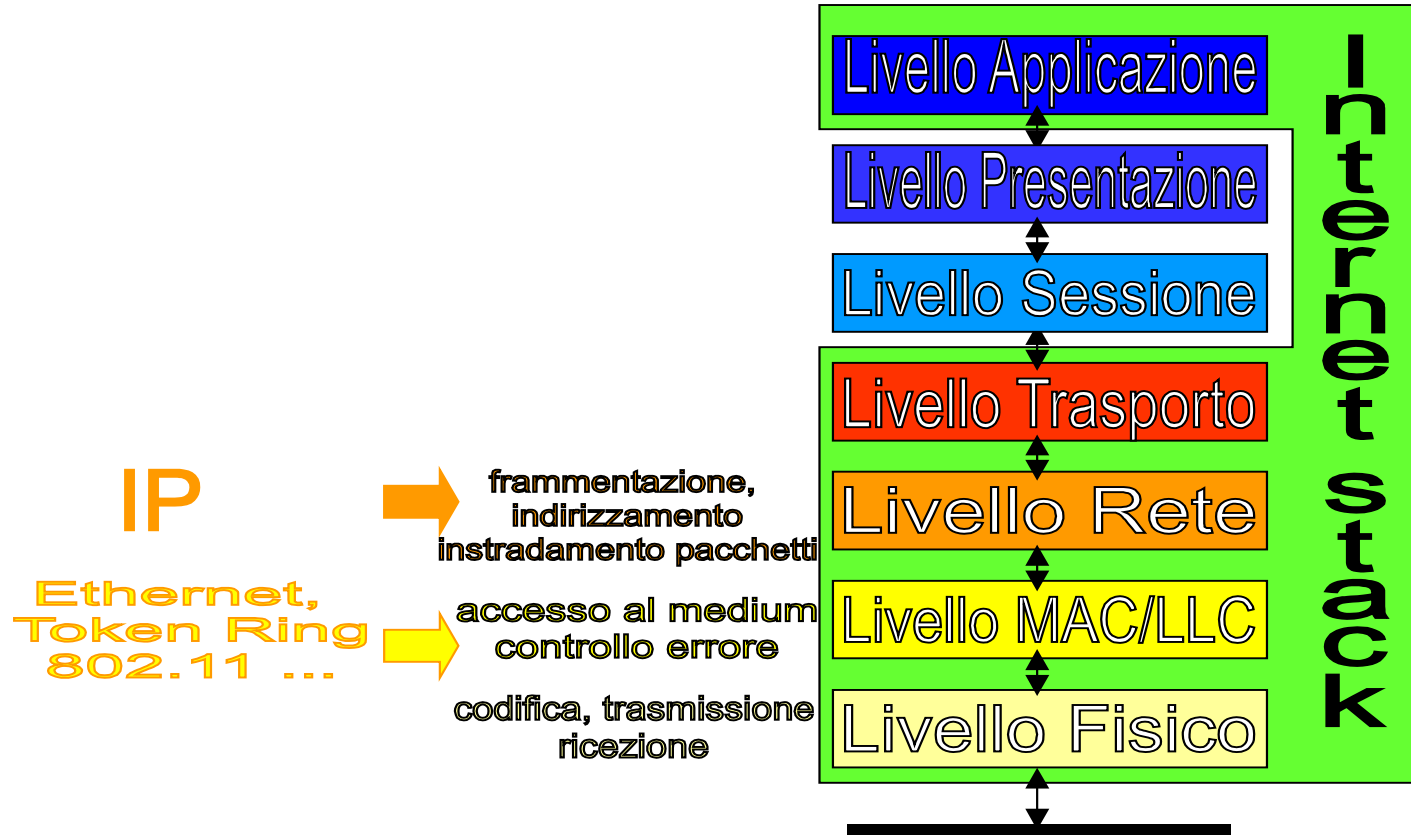 Livello Applicazione
Livello Presentazione
Livello Sessione
Livello Trasporto
IP
frammentazione,
indirizzamento
instradamento pacchetti
Livello Rete
Ethernet,
Token Ring
802.11 ...
accesso al medium
controllo errore
Livello MAC/LLC
codifica, trasmissione
ricezione
Livello Fisico
Internet stack